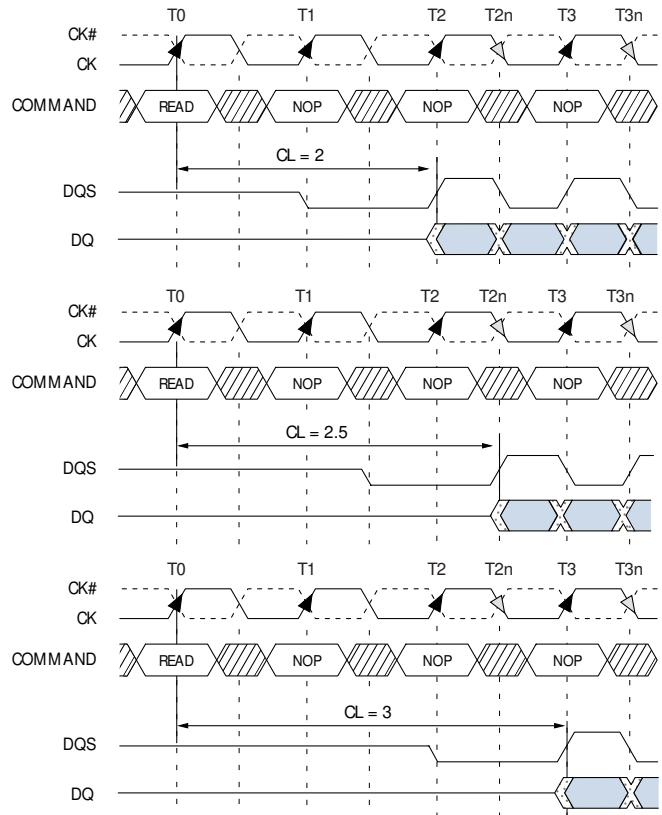 T0 T1 T2 T2n T3 T3n
CK#
CK
COMMAND READ NOP NOP NOP
CL = 2
DQS
DQ
T0 T1 T2 T2n T3 T3n
CK#
CK
COMMAND READ NOP NOP NOP
CL = 2.5
DQS
DQ
T0 T1 T2 T2n T3 T3n
CK#
CK
COMMAND READ NOP NOP NOP
CL = 3
DQS
DQ